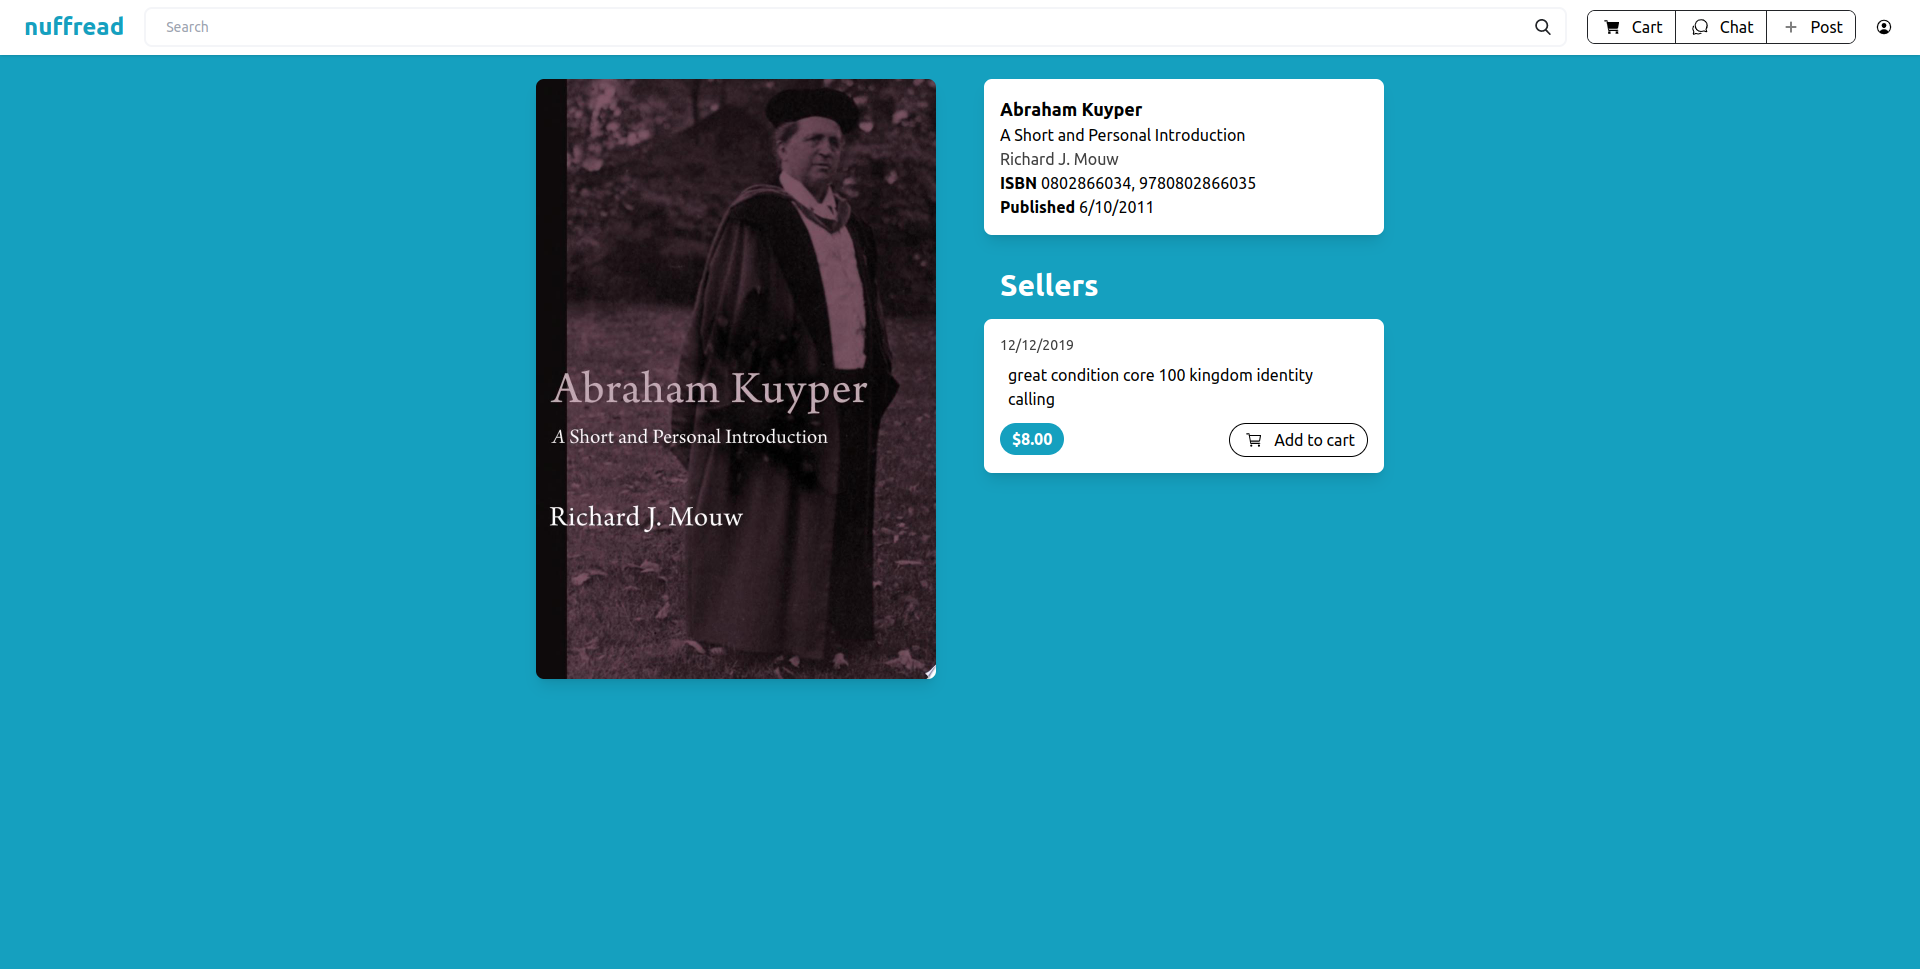 nuffread
Search
Cart
Chat
Post
Abraham Kuyper
A Short and Personal Introduction
Richard J. Mouw
Abraham Kuyper
A Short and Personal Introduction
Richard J. Mouw
ISBN 0802866034, 9780802866035
Published 6/10/2011
Sellers
12/12/2019
great condition core 100 kingdom identity
calling
$8.00
Add to cart